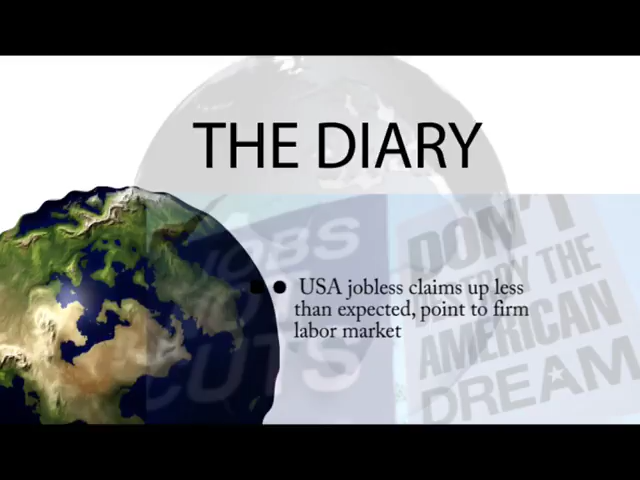 THE DIARY
JOBS
NOT
CUTS
DON'T
DESTROY THE
AMERICAN
DREAM
● USA jobless claims up less
than expected, point to firm
labor market